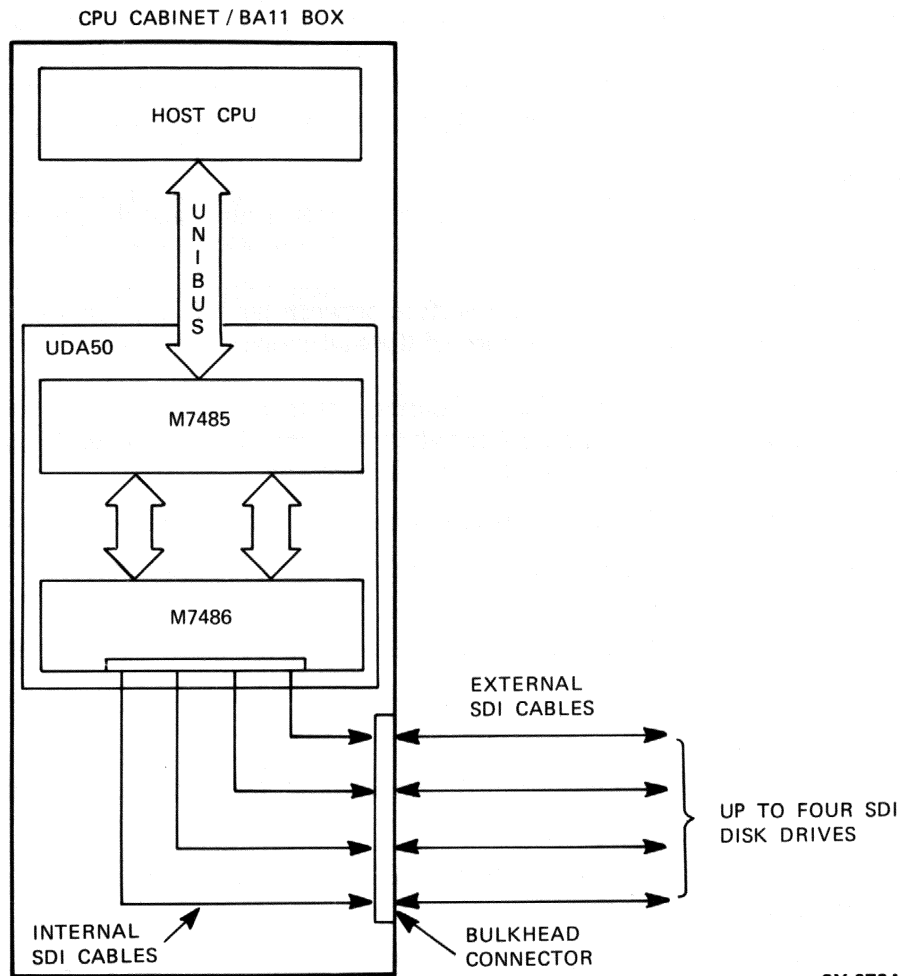 CPU CABINET / BA11 BOX
HOST CPU
UNIBUS
UDA50
M7485
M7486
EXTERNAL
SDI CABLES
UP TO FOUR SDI
DISK DRIVES
INTERNAL
SDI CABLES
BULKHEAD
CONNECTOR